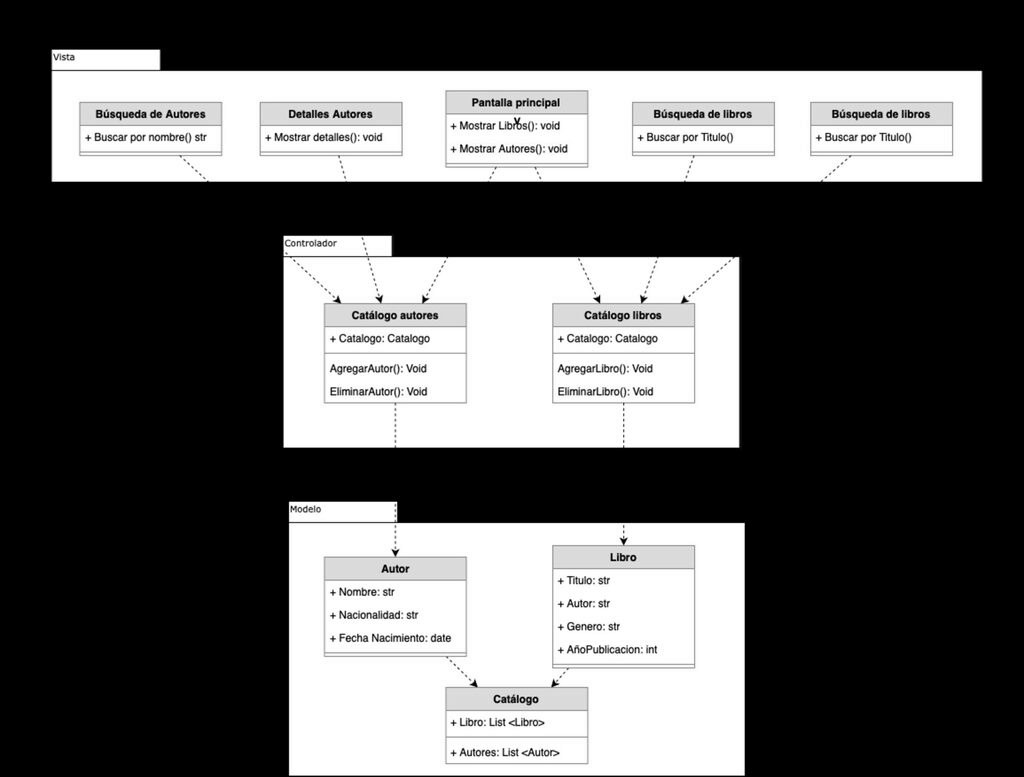 Vista
Búsqueda de Autores
+ Buscar por nombre() str
Detalles Autores
+ Mostrar detalles(): void
Pantalla principal
v
+ Mostrar Libros(): void
+ Mostrar Autores(): void
Búsqueda de libros
+ Buscar por Titulo()
Búsqueda de libros
+ Buscar por Titulo()
Controlador
Catálogo autores
+ Catalogo: Catalogo
AgregarAutor(): Void
EliminarAutor(): Void
Catálogo libros
+ Catalogo: Catalogo
AgregarLibro(): Void
EliminarLibro(): Void
Modelo
Autor
+ Nombre: str
+ Nacionalidad: str
+ Fecha Nacimiento: date
Libro
+ Titulo: str
+ Autor: str
+ Genero: str
+ AñoPublicacion: int
Catálogo
+ Libro: List <Libro>
+ Autores: List <Autor>